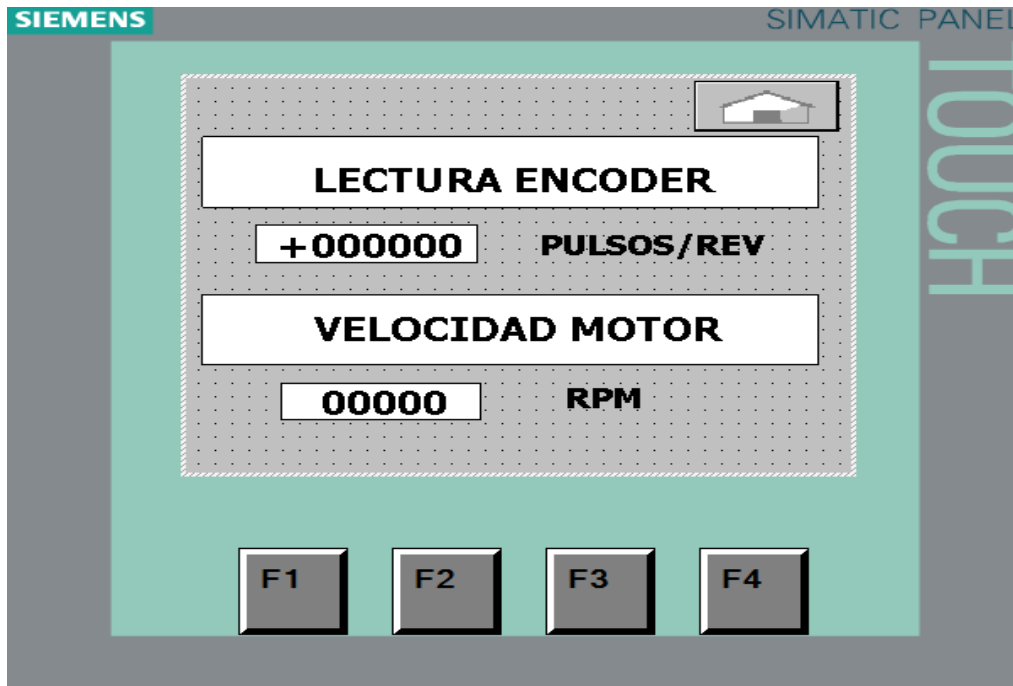 SIEMENS
SIMATIC PANEL
TOUCH
LECTURA ENCODER
+000000 PULSOS/REV
VELOCIDAD MOTOR
00000 RPM
F1 F2 F3 F4